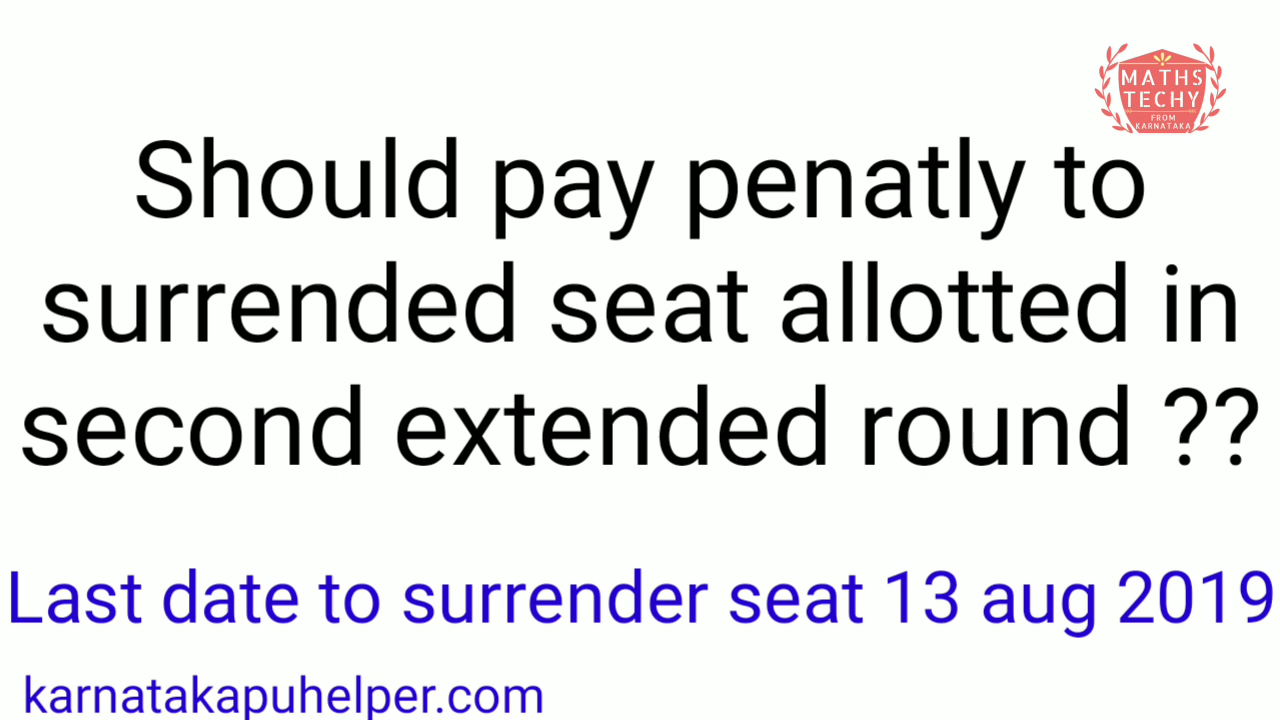 MATHS
TECHY
FROM
KARNATAKA
Should pay penatly to
surrended seat allotted in
second extended round ??
Last date to surrender seat 13 aug 2019
karnatakapuhelper.com